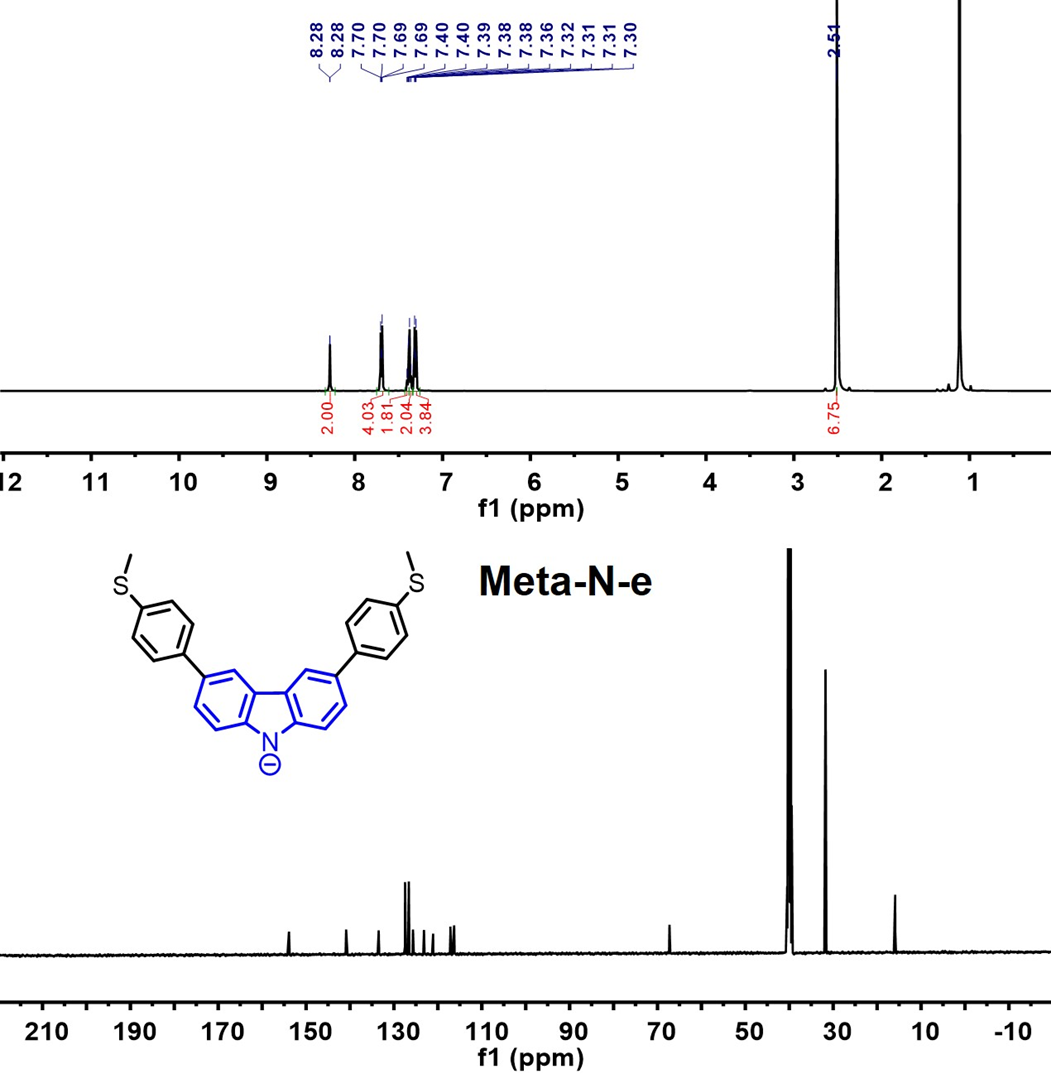 8.28 8.28 7.70 7.70 7.69 7.69 7.40 7.40 7.39 7.38 7.38 7.36 7.32 7.31 7.31 7.30 2.51
2.00 4.03 1.81 2.04 3.84 6.75
12 11 10 9 8 7 6 5 4 3 2 1
f1 (ppm)
Meta-N-e
S S
N
210 190 170 150 130 110 90 70 50 30 10 -10
f1 (ppm)